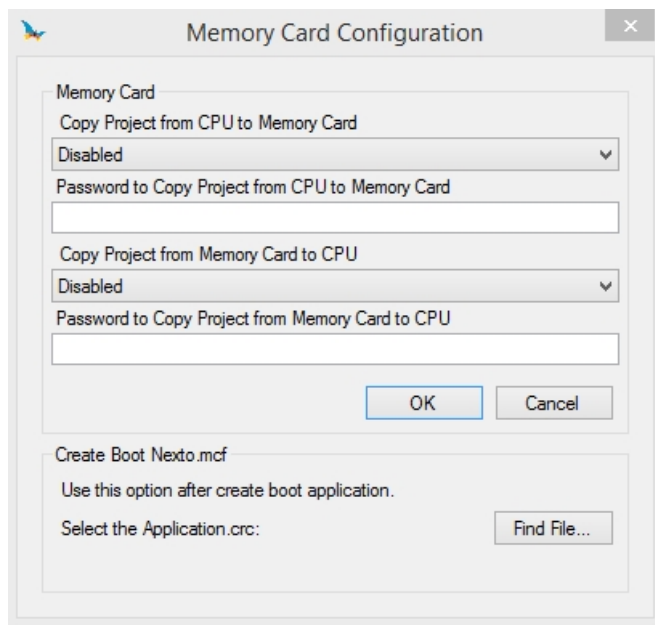 Memory Card Configuration
Memory Card
Copy Project from CPU to Memory Card
Disabled
Password to Copy Project from CPU to Memory Card
Copy Project from Memory Card to CPU
Disabled
Password to Copy Project from Memory Card to CPU
OK Cancel
Create Boot Nexto.mcf
Use this option after create boot application.
Select the Application.crc: Find File...